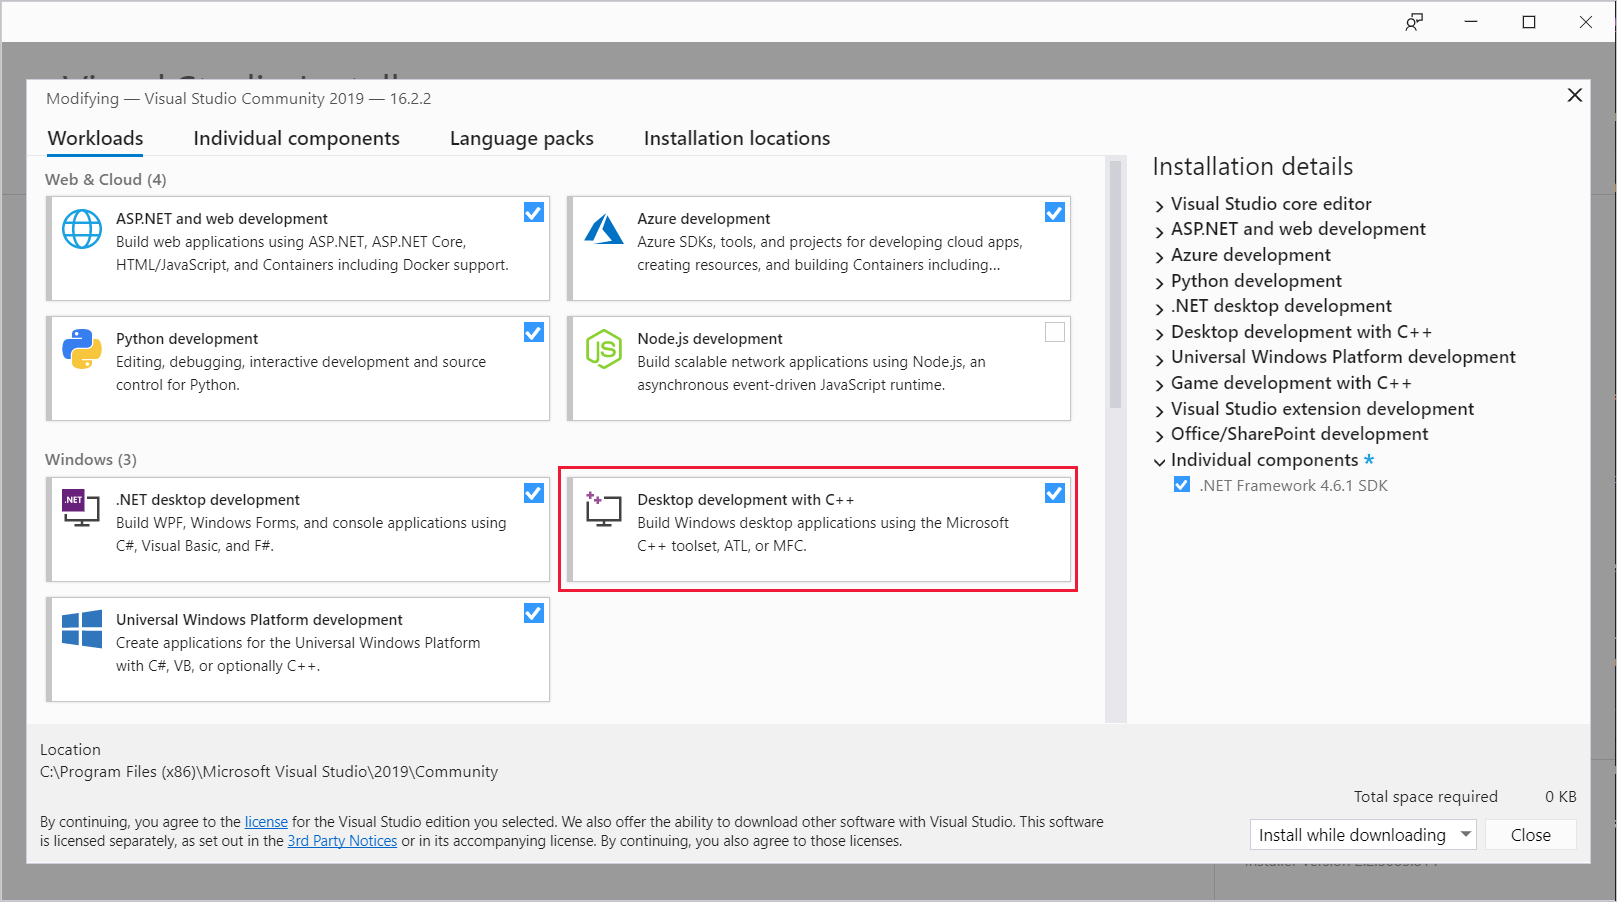 Modifying — Visual Studio Community 2019 — 16.2.2
Workloads
Individual components
Language packs
Installation locations
Web & Cloud (4)
ASP.NET and web development
Build web applications using ASP.NET, ASP.NET Core,
HTML/JavaScript, and Containers including Docker support.
Azure development
Azure SDKs, tools, and projects for developing cloud apps,
creating resources, and building Containers including...
Python development
Editing, debugging, interactive development and source
control for Python.
JS
Node.js development
Build scalable network applications using Node.js, an
asynchronous event-driven JavaScript runtime.
Windows (3)
.NET
.NET desktop development
Build WPF, Windows Forms, and console applications using
C#, Visual Basic, and F#.
Desktop development with C++
Build Windows desktop applications using the Microsoft
C++ toolset, ATL, or MFC.
Universal Windows Platform development
Create applications for the Universal Windows Platform
with C#, VB, or optionally C++.
Installation details
Visual Studio core editor
ASP.NET and web development
Azure development
Python development
.NET desktop development
Desktop development with C++
Universal Windows Platform development
Game development with C++
Visual Studio extension development
Office/SharePoint development
Individual components *
.NET Framework 4.6.1 SDK
Location
C:\Program Files (x86)\Microsoft Visual Studio\2019\Community
Total space required 0 KB
By continuing, you agree to the license for the Visual Studio edition you selected. We also offer the ability to download other software with Visual Studio. This software
is licensed separately, as set out in the 3rd Party Notices or in its accompanying license. By continuing, you also agree to those licenses.
Install while downloading
Close